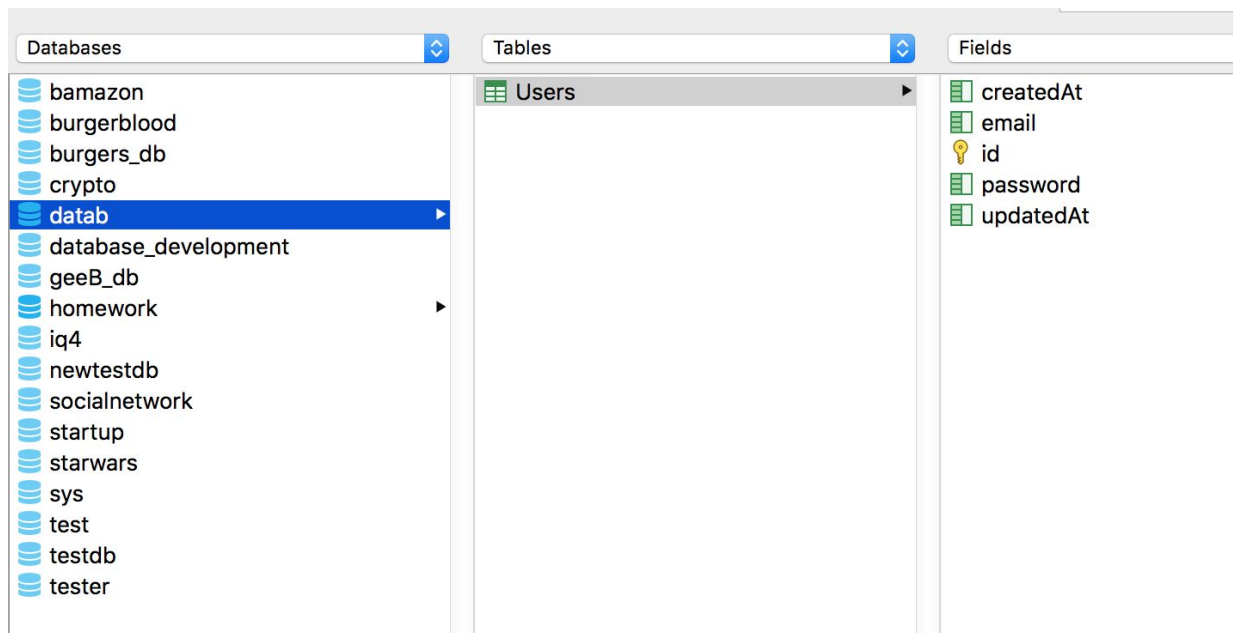 Databases
bamazon
burgerblood
burgers_db
crypto
datab
database_development
geeB_db
homework
iq4
newtestdb
socialnetwork
startup
starwars
sys
test
testdb
tester
Tables
Users
Fields
createdAt
email
id
password
updatedAt